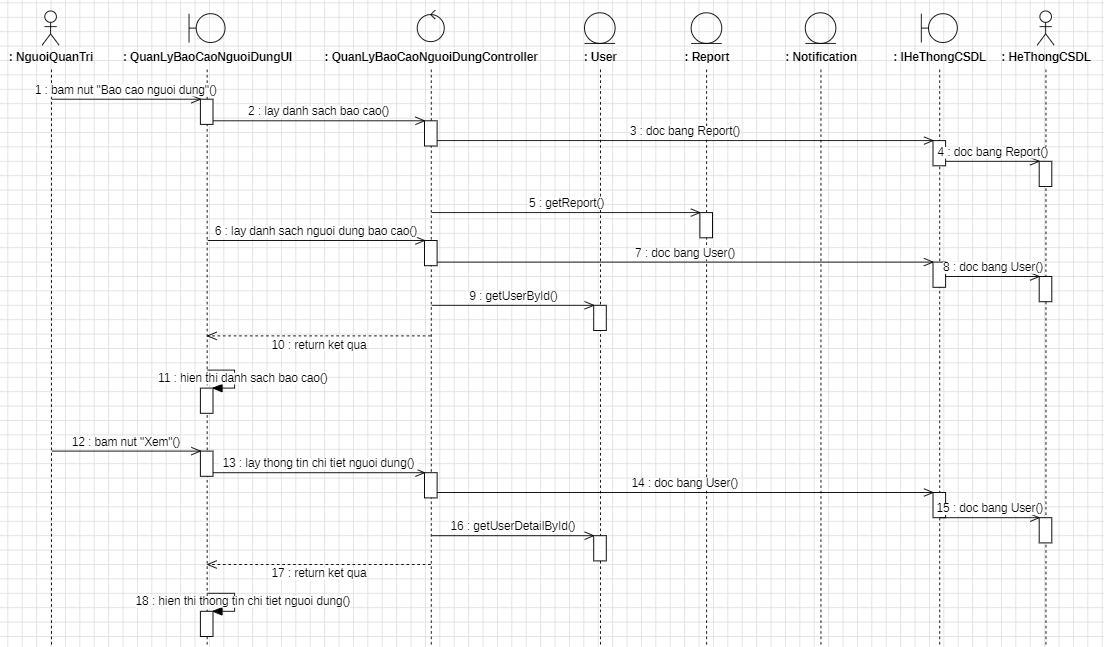 : NguoiQuanTri
: QuanLyBaoCaoNguoiDungUI
: QuanLyBaoCaoNguoiDungController
: User
: Report
: Notification
: IHeThongCSDL
: HeThongCSDL
1 : bam nut "Bao cao nguoi dung"()
2 : lay danh sach bao cao()
3 : doc bang Report()
4 : doc bang Report()
5 : getReport()
6 : lay danh sach nguoi dung bao cao()
7 : doc bang User()
8 : doc bang User()
9 : getUserById()
10 : return ket qua
11 : hien thi danh sach bao cao()
12 : bam nut "Xem"()
13 : lay thong tin chi tiet nguoi dung()
14 : doc bang User()
15 : doc bang User()
16 : getUserDetailById()
17 : return ket qua
18 : hien thi thong tin chi tiet nguoi dung()